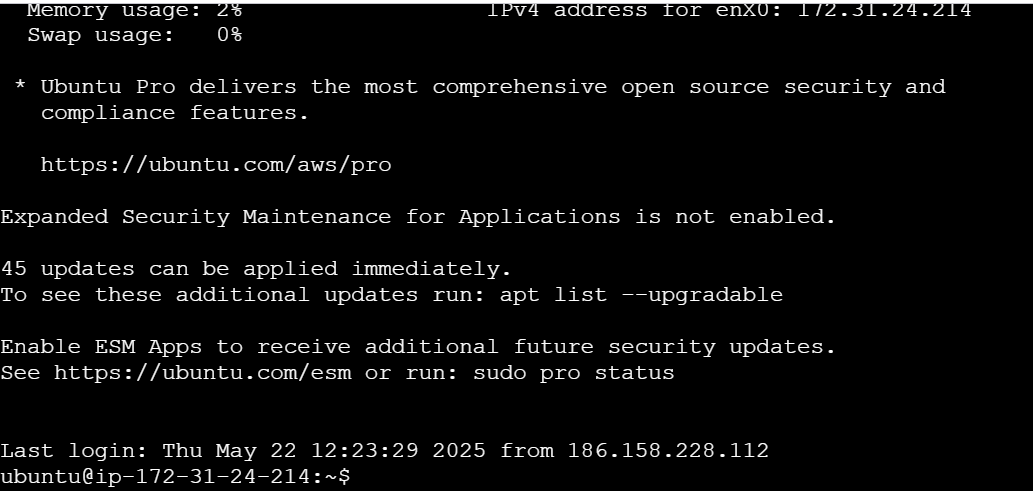 Memory usage: 2% IPv4 address for enX0: 172.31.24.214
Swap usage: 0%
* Ubuntu Pro delivers the most comprehensive open source security and
compliance features.
https://ubuntu.com/aws/pro
Expanded Security Maintenance for Applications is not enabled.
45 updates can be applied immediately.
To see these additional updates run: apt list --upgradable
Enable ESM Apps to receive additional future security updates.
See https://ubuntu.com/esm or run: sudo pro status
Last login: Thu May 22 12:23:29 2025 from 186.158.228.112
ubuntu@ip-172-31-24-214:~$